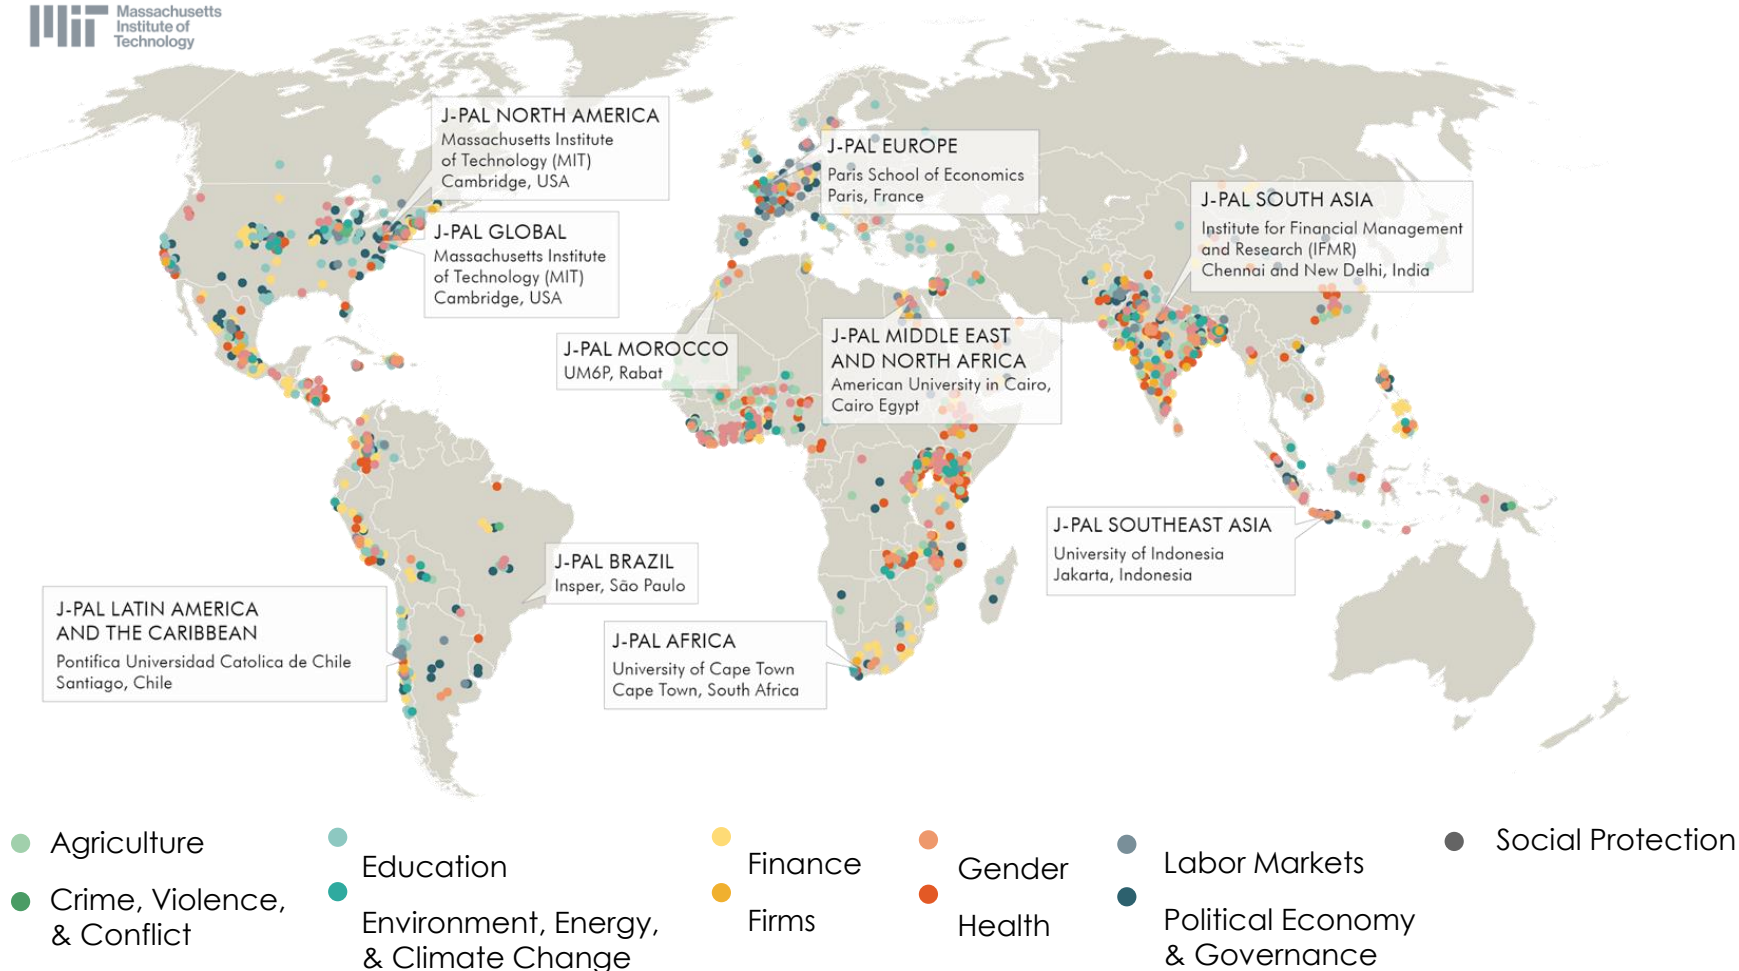 Massachusetts
Institute of
Technology
J-PAL NORTH AMERICA
Massachusetts Institute
of Technology (MIT)
Cambridge, USA
J-PAL GLOBAL
Massachusetts Institute
of Technology (MIT)
Cambridge, USA
J-PAL EUROPE
Paris School of Economics
Paris, France
J-PAL SOUTH ASIA
Institute for Financial Management
and Research (IFMR)
Chennai and New Delhi, India
J-PAL MOROCCO
UM6P, Rabat
J-PAL MIDDLE EAST
AND NORTH AFRICA
American University in Cairo,
Cairo Egypt
J-PAL SOUTHEAST ASIA
University of Indonesia
Jakarta, Indonesia
J-PAL BRAZIL
Insper, São Paulo
J-PAL LATIN AMERICA
AND THE CARIBBEAN
Pontifica Universidad Catolica de Chile
Santiago, Chile
J-PAL AFRICA
University of Cape Town
Cape Town, South Africa
Agriculture
Crime, Violence,
& Conflict
Education
Environment, Energy,
& Climate Change
Finance
Firms
Gender
Health
Labor Markets
Political Economy
& Governance
Social Protection